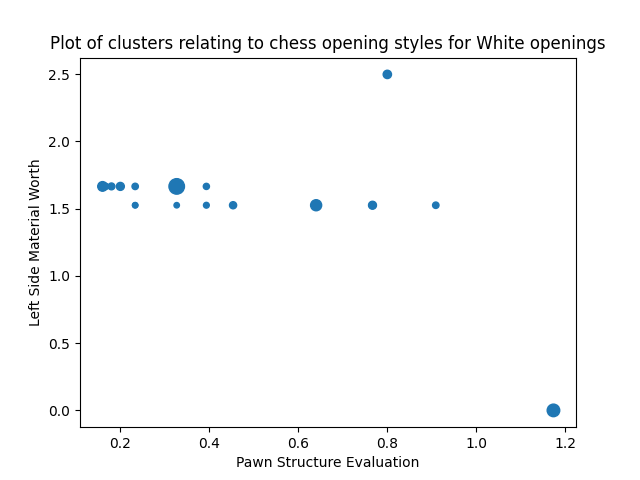 Plot of clusters relating to chess opening styles for White openings
2.5
2.0
1.5
1.0
0.5
0.0
Left Side Material Worth
0.2 0.4 0.6 0.8 1.0 1.2
Pawn Structure Evaluation